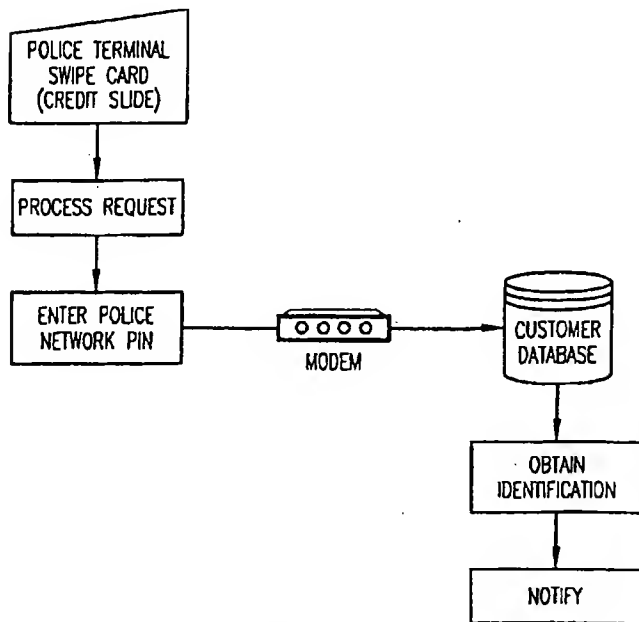 POLICE TERMINAL
SWIPE CARD
(CREDIT SLIDE)
PROCESS REQUEST
ENTER POLICE
NETWORK PIN
MODEM
CUSTOMER
DATABASE
OBTAIN
IDENTIFICATION
NOTIFY